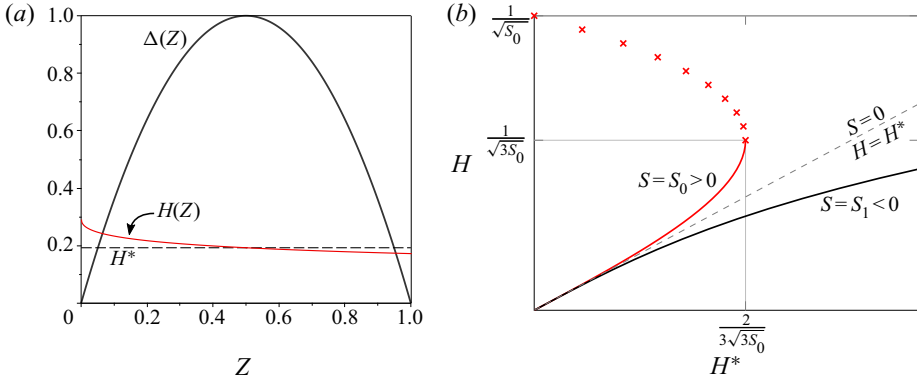 (a)
1.0
Δ(Z)
0.8
0.6
0.4
H(Z)
0.2
H*
0 0.2 0.4 0.6 0.8 1.0
Z
(b)
1/√S₀
S=0
H=H*
H 1/√3S₀
S=S₀>0
S=S₁<0
2/3√3S₀
H*